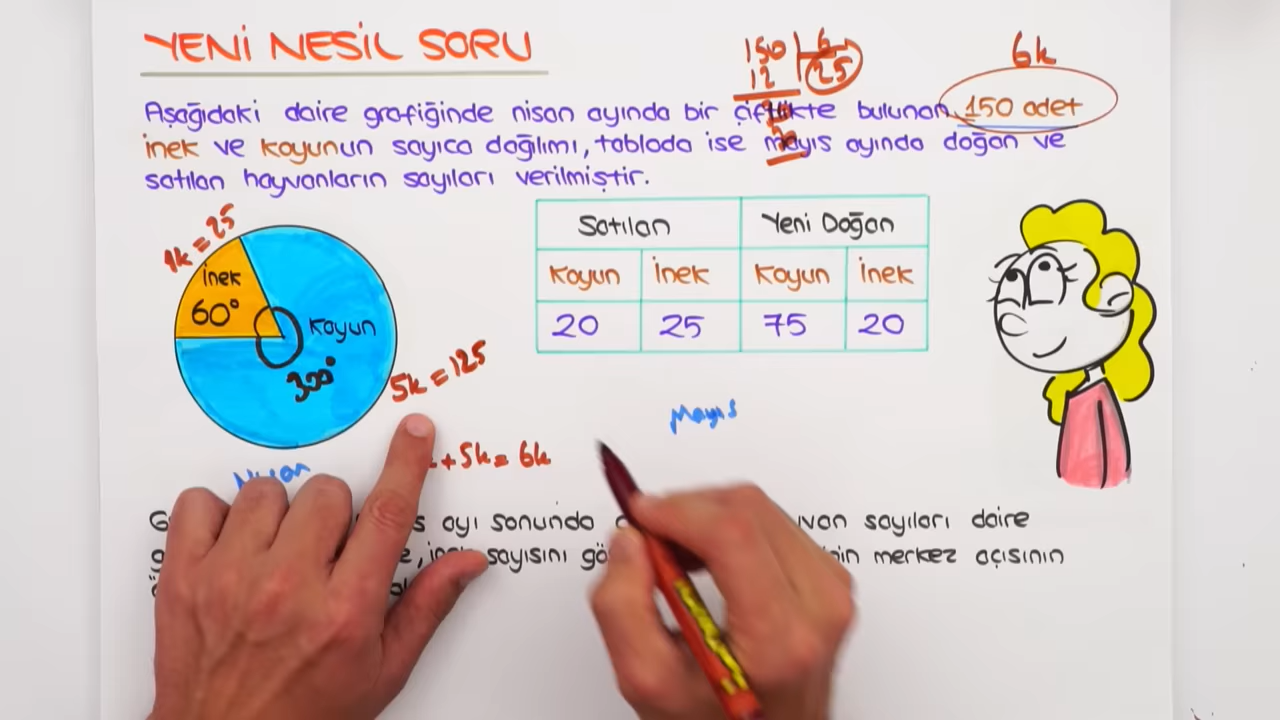 YENİ NESİL SORU
150 6
12 25
6k
Aşağıdaki daire grafiğinde nisan ayında bir çiftlikte bulunan 150 adet
inek ve koyunun sayıca dağılımı, tabloda ise mayıs ayında doğan ve
satılan hayvanların sayıları verilmiştir.
1k = 25
İnek
60°
Koyun
300°
5k = 125
Satılan Yeni Doğan
Koyun İnek Koyun İnek
20 25 75 20
Mayıs
+ 5k = 6k
Nisan
ayı sonunda sayıları daire
sayısını merkez açısının